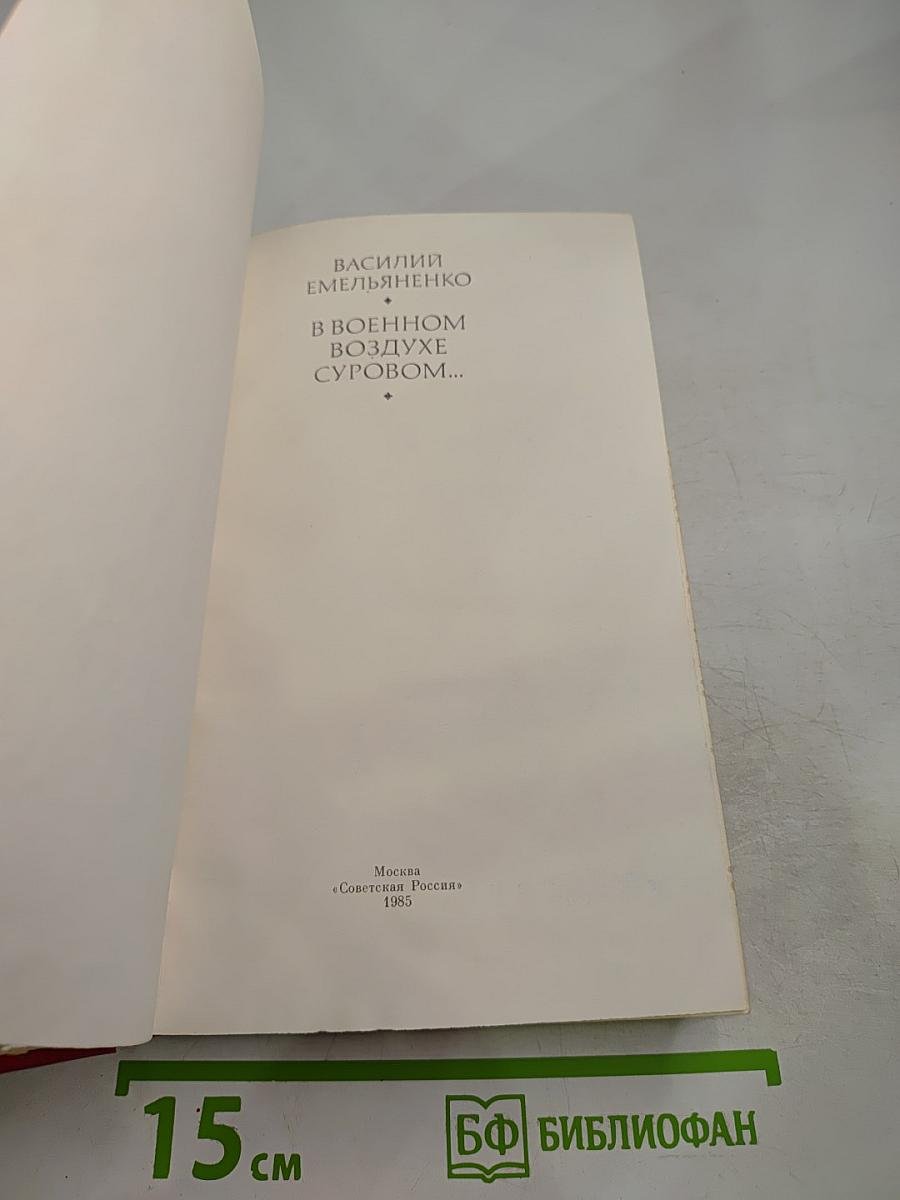 ВАСИЛИЙ
ЕМЕЛЬЯНЕНКО
В ВОЕННОМ
ВОЗДУХЕ
СУРОВОМ...
Москва
«Советская Россия»
1985
15 см
БФ БИБЛИОФАН